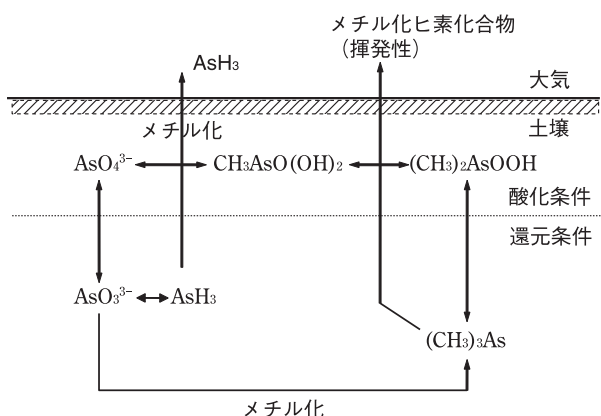 メチル化ヒ素化合物
（揮発性）
AsH₃
大気
土壌
メチル化
AsO₄³⁻
CH₃AsO(OH)₂
(CH₃)₂AsOOH
酸化条件
還元条件
AsO₃³⁻
AsH₃
(CH₃)₃As
メチル化